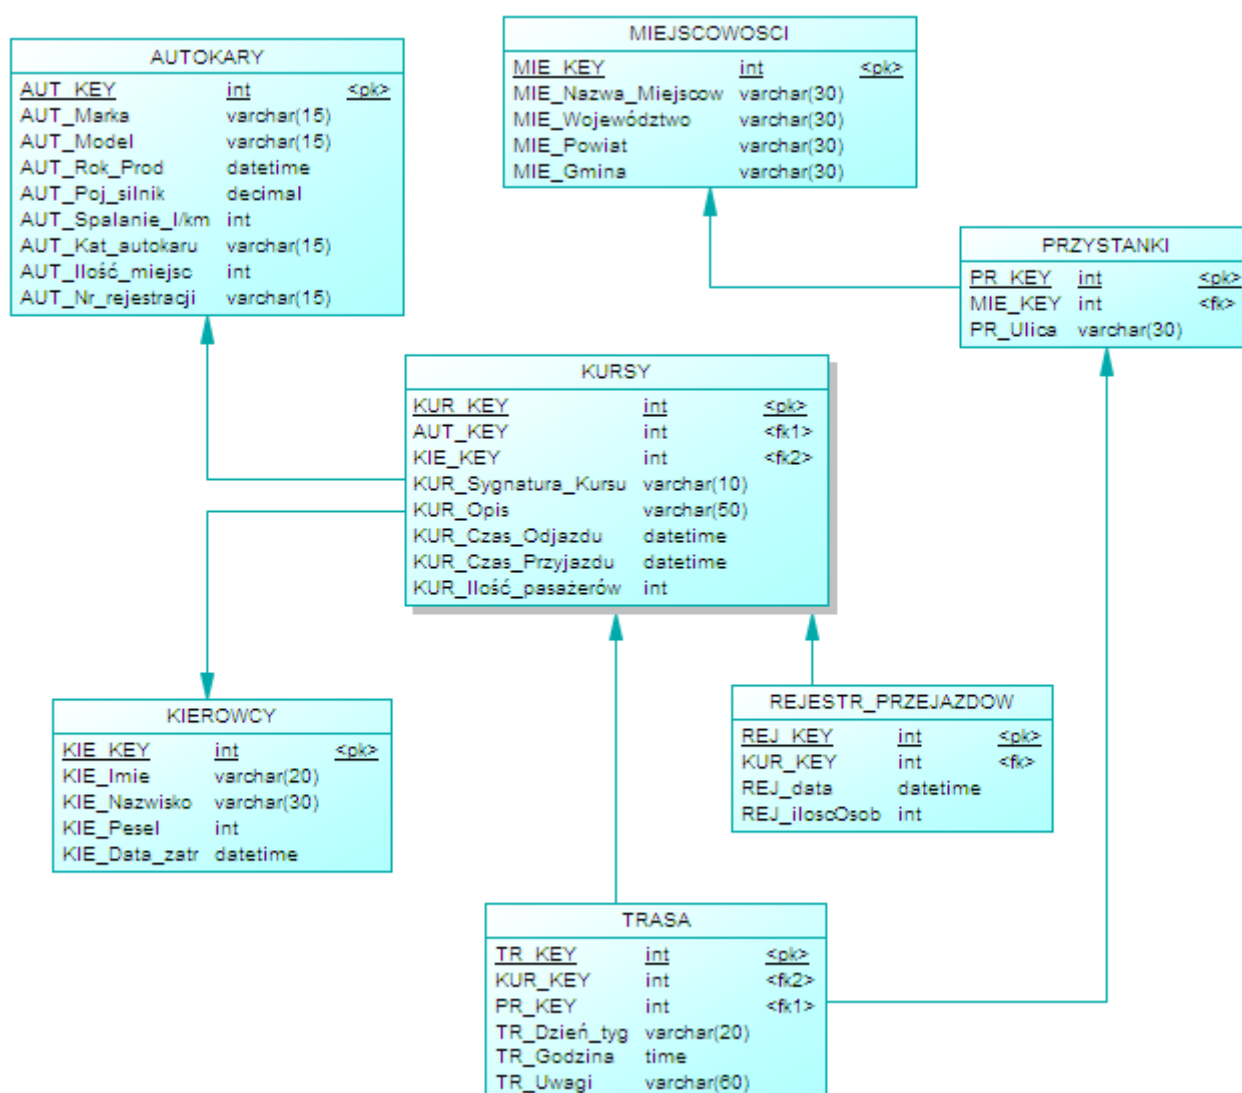 AUTOKARY
AUT_KEY int <pk>
AUT_Marka varchar(15)
AUT_Model varchar(15)
AUT_Rok_Prod datetime
AUT_Poj_silnik decimal
AUT_Spalanie_l/km int
AUT_Kat_autokaru varchar(15)
AUT_Ilość_miejsc int
AUT_Nr_rejestracji varchar(15)
MIEJSCOWOSCI
MIE_KEY int <pk>
MIE_Nazwa_Miejscow varchar(30)
MIE_Województwo varchar(30)
MIE_Powiat varchar(30)
MIE_Gmina varchar(30)
PRZYSTANKI
PR_KEY int <pk>
MIE_KEY int <fk>
PR_Ulica varchar(30)
KURSY
KUR_KEY int <pk>
AUT_KEY int <fk1>
KIE_KEY int <fk2>
KUR_Sygnatura_Kursu varchar(10)
KUR_Opis varchar(50)
KUR_Czas_Odjazdu datetime
KUR_Czas_Przyjazdu datetime
KUR_Ilość_pasażerów int
KIEROWCY
KIE_KEY int <pk>
KIE_Imie varchar(20)
KIE_Nazwisko varchar(30)
KIE_Pesel int
KIE_Data_zatr datetime
REJESTR_PRZEJAZDOW
REJ_KEY int <pk>
KUR_KEY int <fk>
REJ_data datetime
REJ_iloscOsob int
TRASA
TR_KEY int <pk>
KUR_KEY int <fk2>
PR_KEY int <fk1>
TR_Dzień_tyg varchar(20)
TR_Godzina time
TR_Uwagi varchar(60)